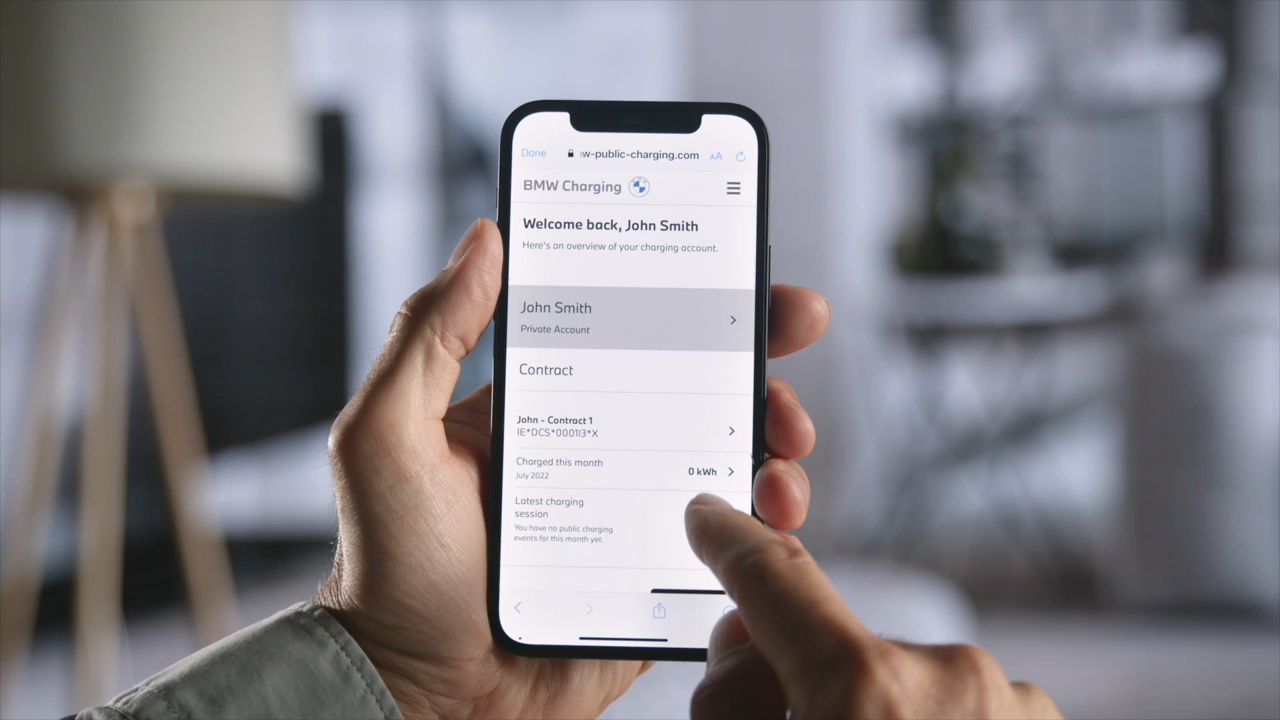 Done
w-public-charging.com AA
BMW Charging
Welcome back, John Smith
Here's an overview of your charging account.
John Smith
Private Account
Contract
John - Contract 1
IE*DCS*0001I3*X
Charged this month
0 kWh
July 2022
Latest charging
session
You have no public charging
events for this month yet.